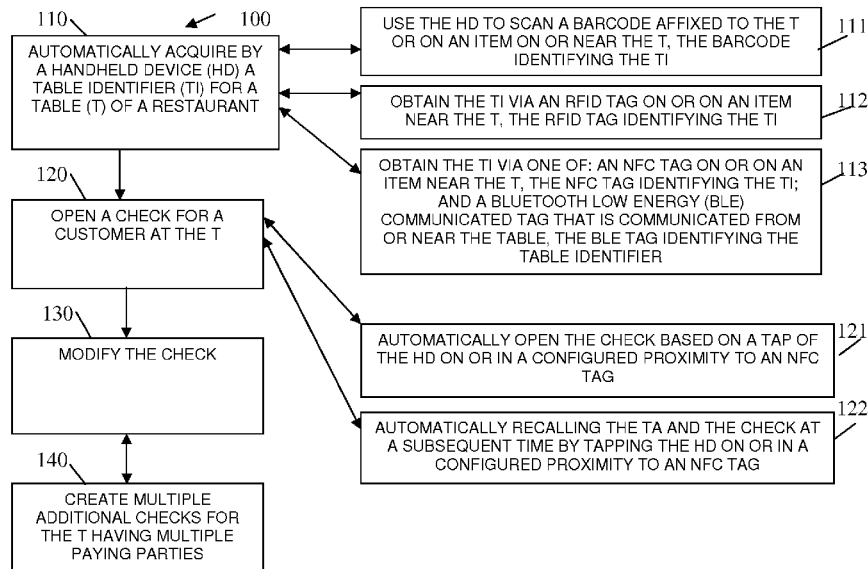 100
110
AUTOMATICALLY ACQUIRE BY
A HANDHELD DEVICE (HD) A
TABLE IDENTIFIER (TI) FOR A
TABLE (T) OF A RESTAURANT
111
USE THE HD TO SCAN A BARCODE AFFIXED TO THE T
OR ON AN ITEM ON OR NEAR THE T, THE BARCODE
IDENTIFYING THE TI
112
OBTAIN THE TI VIA AN RFID TAG ON OR ON AN ITEM
NEAR THE T, THE RFID TAG IDENTIFYING THE TI
113
OBTAIN THE TI VIA ONE OF: AN NFC TAG ON OR ON AN
ITEM NEAR THE T, THE NFC TAG IDENTIFYING THE TI;
AND A BLUETOOTH LOW ENERGY (BLE)
COMMUNICATED TAG THAT IS COMMUNICATED FROM
OR NEAR THE TABLE, THE BLE TAG IDENTIFYING THE
TABLE IDENTIFIER
120
OPEN A CHECK FOR A
CUSTOMER AT THE T
121
AUTOMATICALLY OPEN THE CHECK BASED ON A TAP OF
THE HD ON OR IN A CONFIGURED PROXIMITY TO AN NFC
TAG
122
AUTOMATICALLY RECALLING THE TA AND THE CHECK AT
A SUBSEQUENT TIME BY TAPPING THE HD ON OR IN A
CONFIGURED PROXIMITY TO AN NFC TAG
130
MODIFY THE CHECK
140
CREATE MULTIPLE
ADDITIONAL CHECKS FOR
THE T HAVING MULTIPLE
PAYING PARTIES